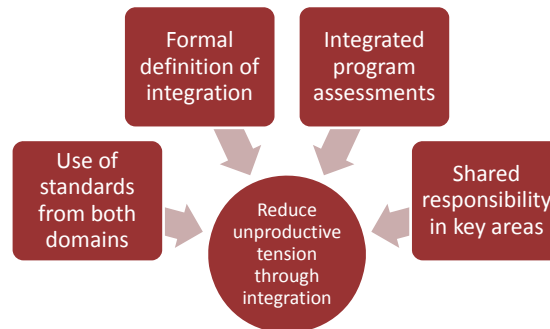 Formal
definition of
integration
Integrated
program
assessments
Use of
standards
from both
domains
Shared
responsibility
in key areas
Reduce
unproductive
tension
through
integration